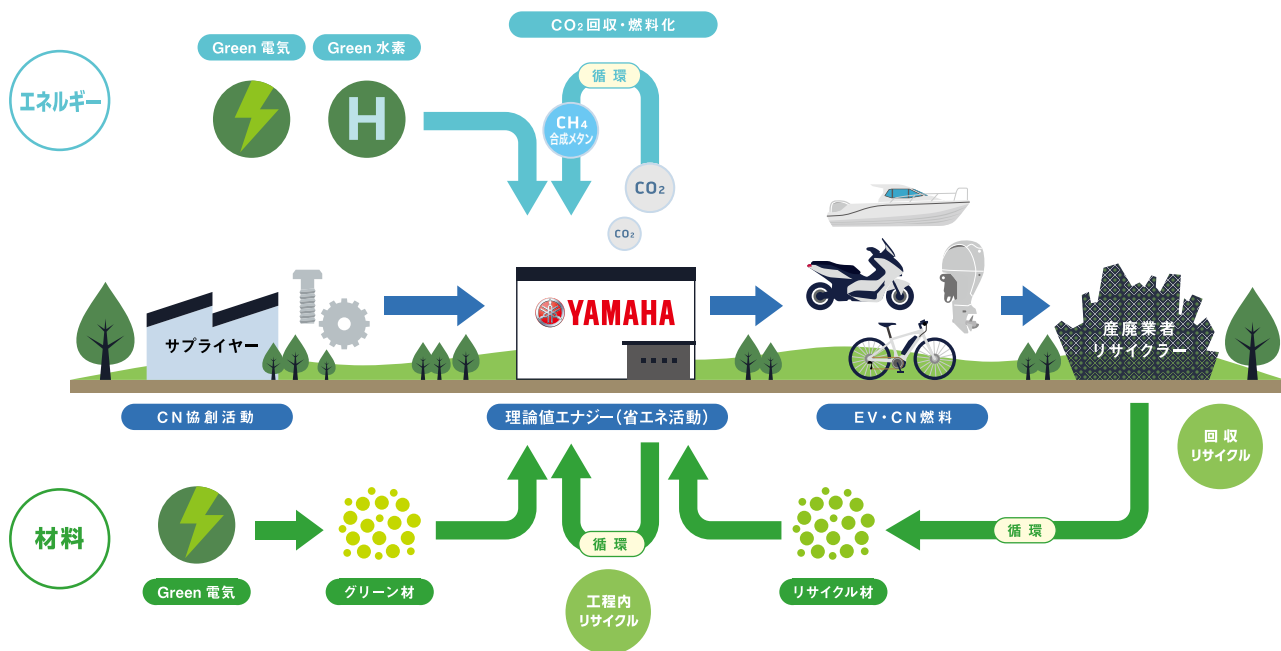 CO₂回収・燃料化
Green 電気
Green 水素
エネルギー
循環
H
CH₄
合成メタン
CO₂
CO₂
YAMAHA
サプライヤー
産廃業者
リサイクラー
CN協創活動
理論値エナジー(省エネ活動)
EV・CN燃料
回収
リサイクル
材料
循環
循環
Green 電気
グリーン材
工程内
リサイクル
リサイクル材